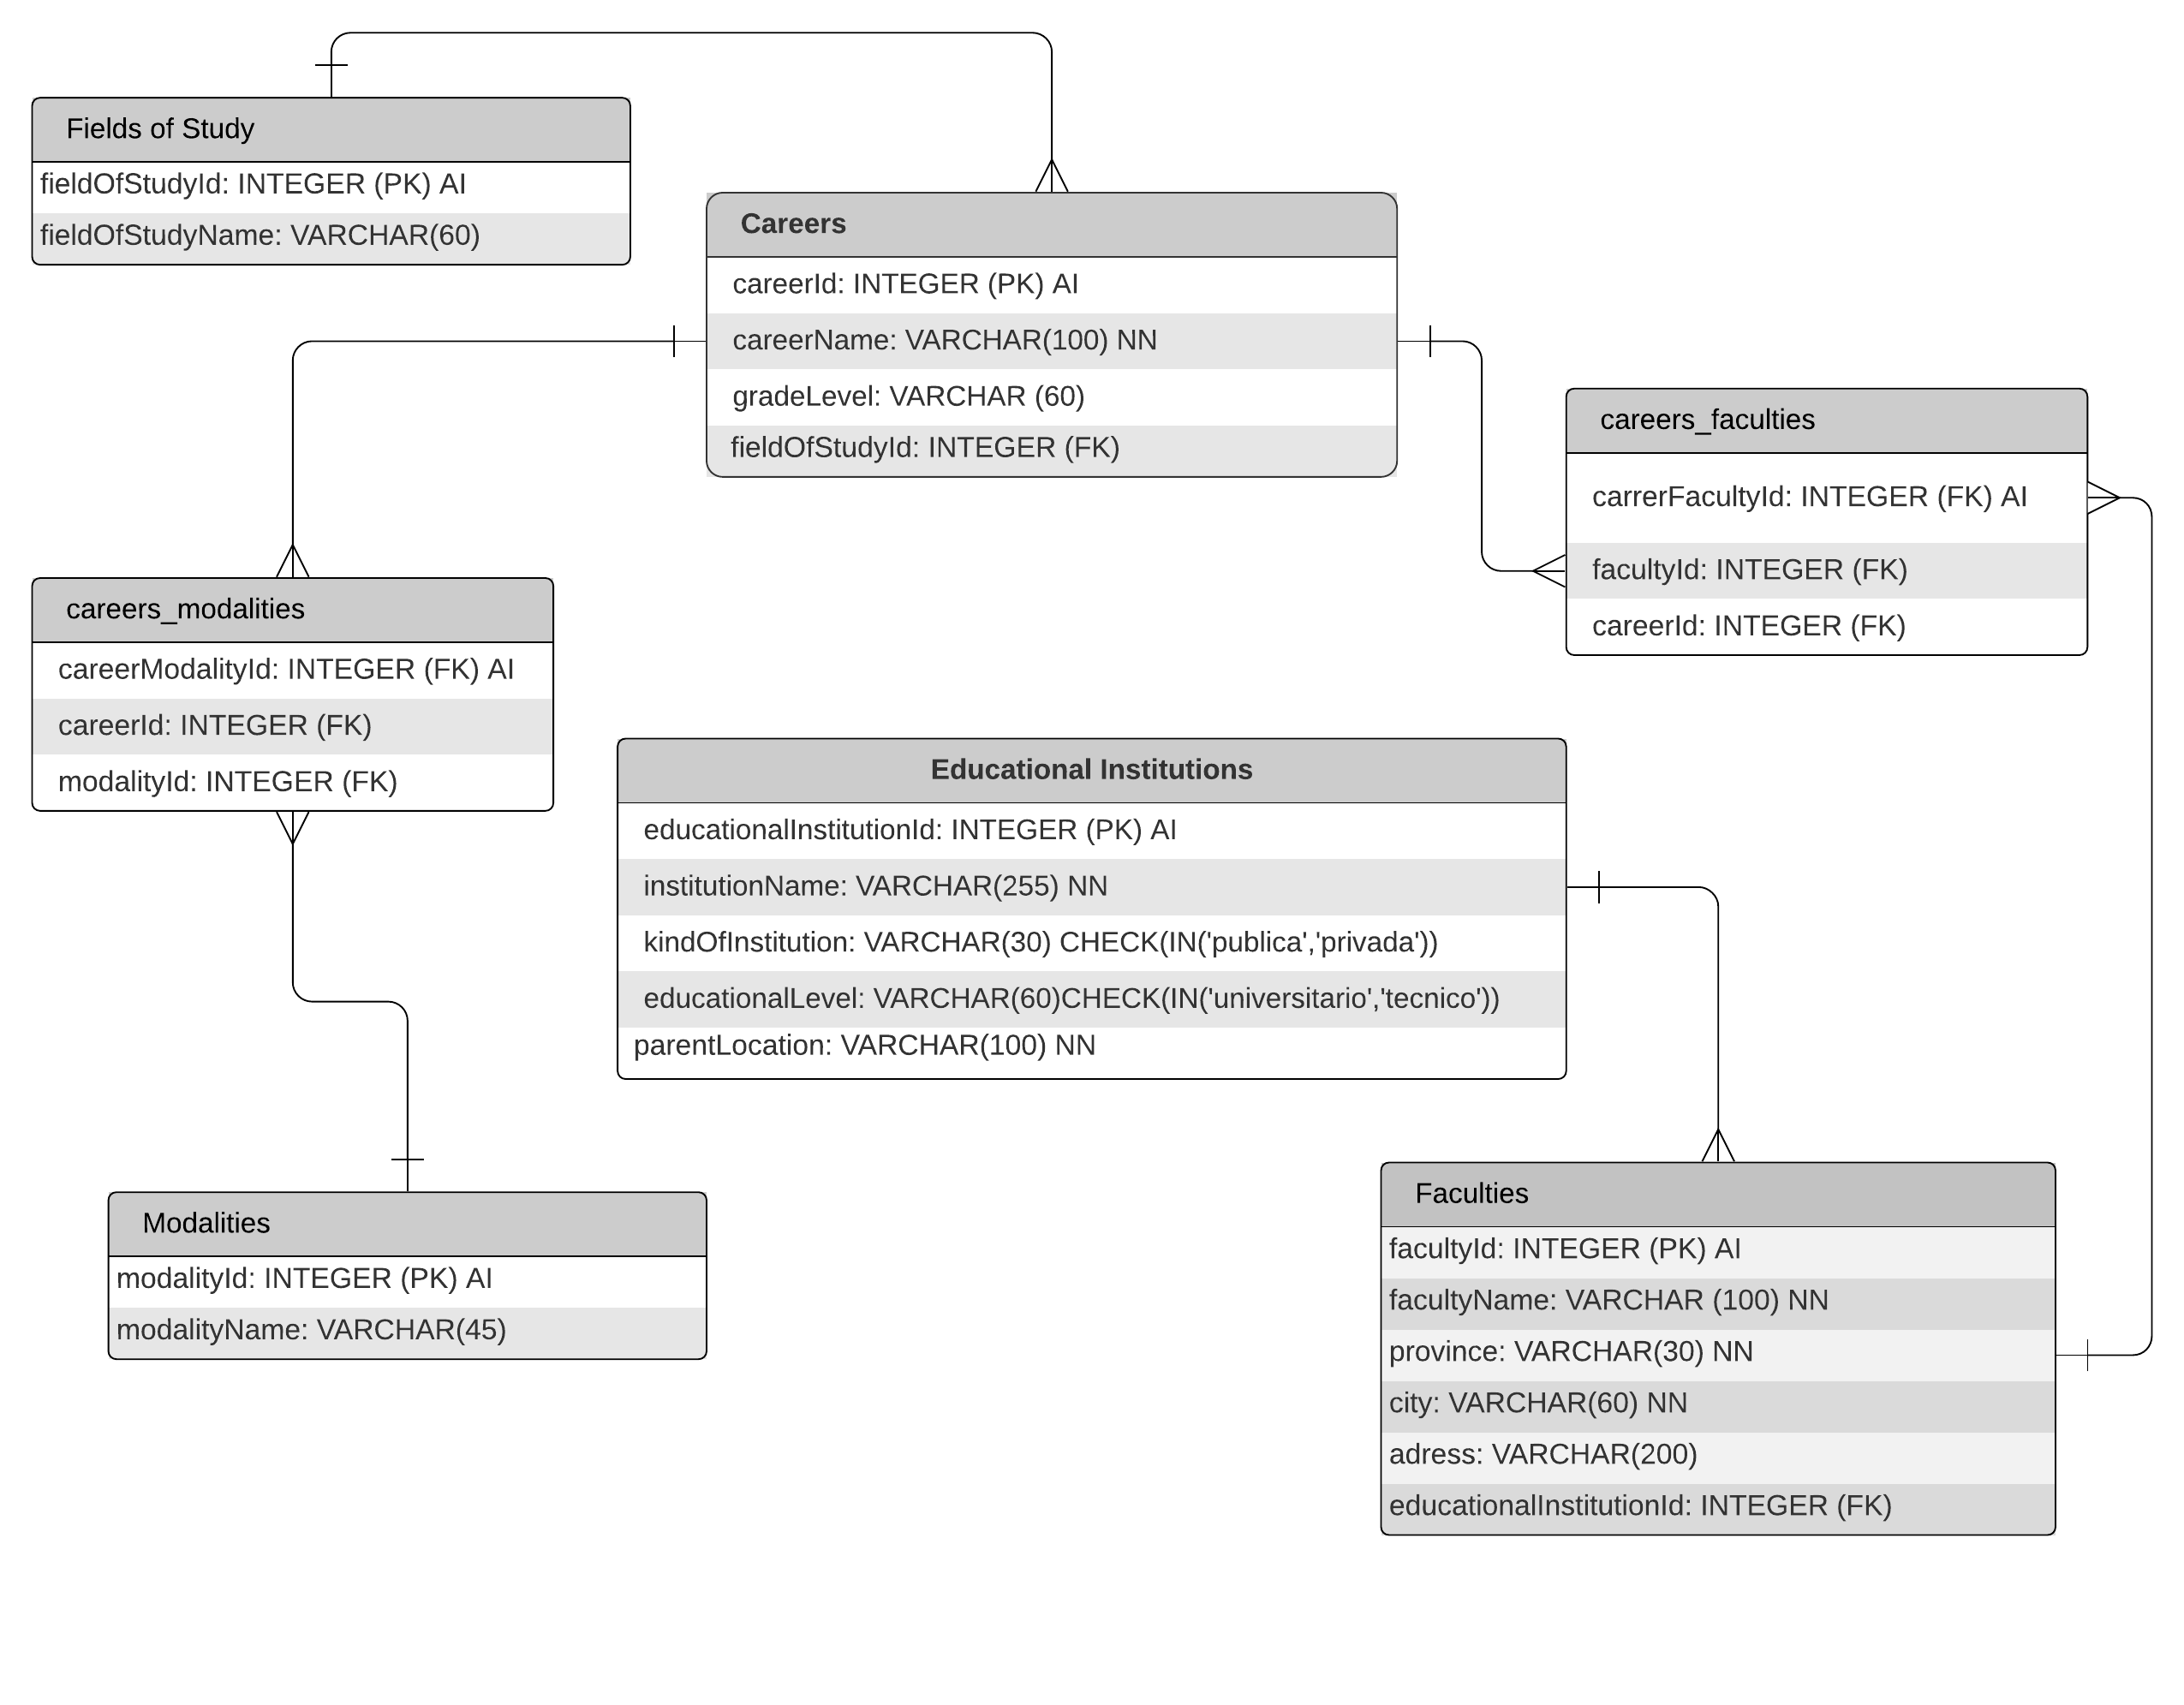 Fields of Study
fieldOfStudyId: INTEGER (PK) AI
fieldOfStudyName: VARCHAR(60)
Careers
careerId: INTEGER (PK) AI
careerName: VARCHAR(100) NN
gradeLevel: VARCHAR (60)
fieldOfStudyId: INTEGER (FK)
careers_faculties
carrerFacultyId: INTEGER (FK) AI
facultyId: INTEGER (FK)
careerId: INTEGER (FK)
careers_modalities
careerModalityId: INTEGER (FK) AI
careerId: INTEGER (FK)
modalityId: INTEGER (FK)
Educational Institutions
educationalInstitutionId: INTEGER (PK) AI
institutionName: VARCHAR(255) NN
kindOfInstitution: VARCHAR(30) CHECK(IN('publica','privada'))
educationalLevel: VARCHAR(60)CHECK(IN('universitario','tecnico'))
parentLocation: VARCHAR(100) NN
Modalities
modalityId: INTEGER (PK) AI
modalityName: VARCHAR(45)
Faculties
facultyId: INTEGER (PK) AI
facultyName: VARCHAR (100) NN
province: VARCHAR(30) NN
city: VARCHAR(60) NN
adress: VARCHAR(200)
educationalInstitutionId: INTEGER (FK)